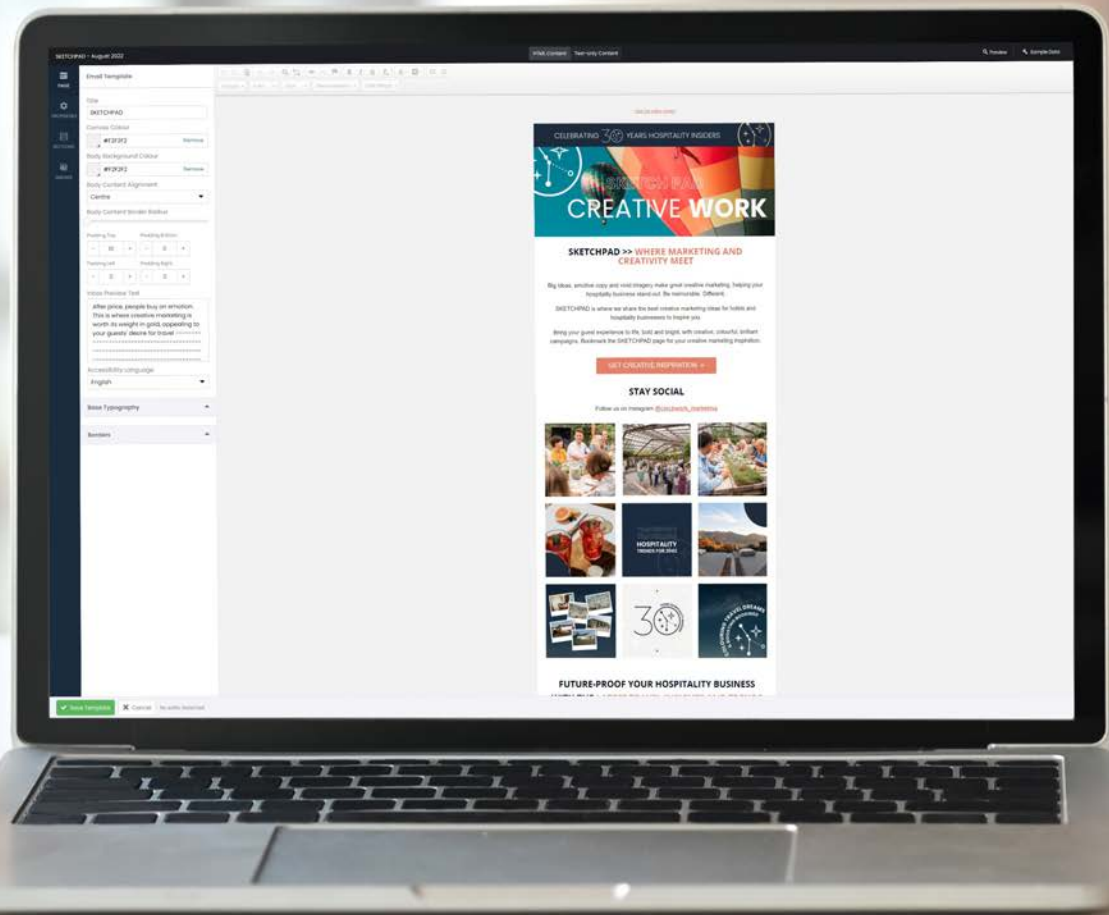 SKETCHPAD - August 2022
HTML Content
Text-only Content
Preview
Sample Data
PAGE
Email Template
Title
SKETCHPAD
Canvas Colour
#F2F2F2
Remove
Body Background Colour
#F2F2F2
Remove
Body Content Alignment
Centre
Body Content Border Radius
Padding Top
Padding Bottom
Padding Left
Padding Right
Inbox Preview Text
After price, people buy on emotion.
This is where creative marketing is
worth its weight in gold, appealing to
your guests' desire for travel
Accessibility Language
English
Base Typography
Borders
Save Template
Cancel
CELEBRATING 30 YEARS HOSPITALITY INSIDERS
SKETCH PAD
CREATIVE WORK
SKETCHPAD >> WHERE MARKETING AND
CREATIVITY MEET
Big ideas, emotive copy and vivid imagery make great creative marketing, helping your
hospitality business stand out. Be memorable. Different.
SKETCHPAD is where we share the best creative marketing ideas for hotels and
hospitality businesses to inspire you.
Bring your guest experience to life, bold and bright, with creative, colourful, brilliant
campaigns. Bookmark the SKETCHPAD page for your creative marketing inspiration.
GET CREATIVE INSPIRATION
STAY SOCIAL
Follow us on Instagram
HOSPITALITY
30
COLOURING TRAVEL DREAMS
FUTURE-PROOF YOUR HOSPITALITY BUSINESS